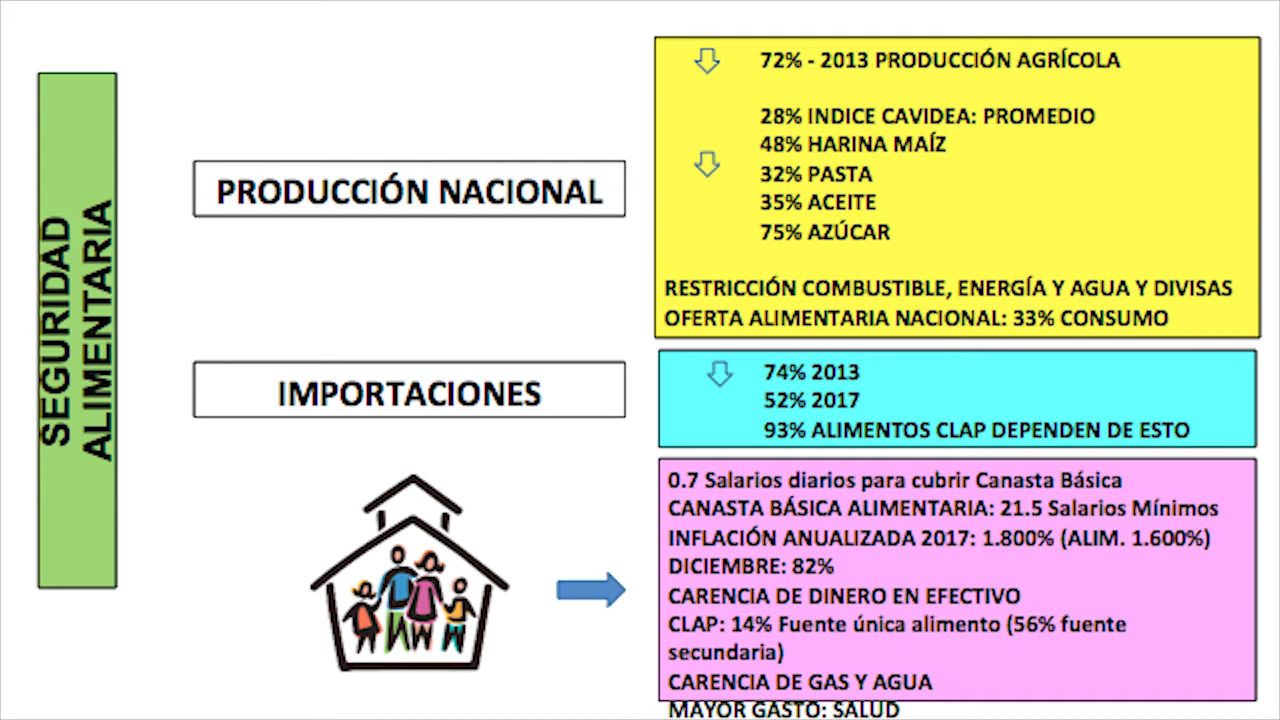 SEGURIDAD
ALIMENTARIA
PRODUCCIÓN NACIONAL
72% - 2013 PRODUCCIÓN AGRÍCOLA
28% INDICE CAVIDEA: PROMEDIO
48% HARINA MAÍZ
32% PASTA
35% ACEITE
75% AZÚCAR
RESTRICCIÓN COMBUSTIBLE, ENERGÍA Y AGUA Y DIVISAS
OFERTA ALIMENTARIA NACIONAL: 33% CONSUMO
IMPORTACIONES
74% 2013
52% 2017
93% ALIMENTOS CLAP DEPENDEN DE ESTO
0.7 Salarios diarios para cubrir Canasta Básica
CANASTA BÁSICA ALIMENTARIA: 21.5 Salarios Mínimos
INFLACIÓN ANUALIZADA 2017: 1.800% (ALIM. 1.600%)
DICIEMBRE: 82%
CARENCIA DE DINERO EN EFECTIVO
CLAP: 14% Fuente única alimento (56% fuente
secundaria)
CARENCIA DE GAS Y AGUA
MAYOR GASTO: SALUD